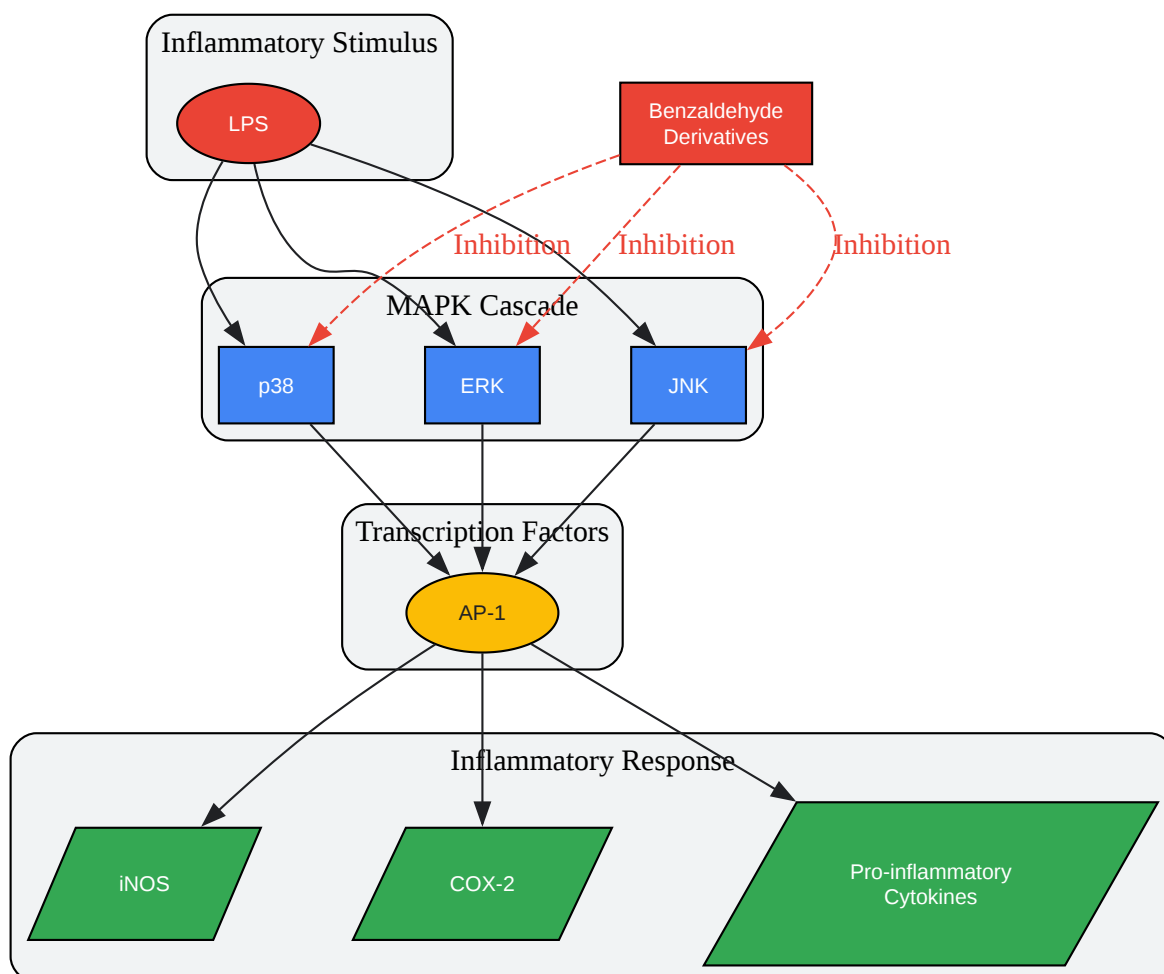 Inflammatory Stimulus
LPS
Benzaldehyde
Derivatives
Inhibition
Inhibition
Inhibition
MAPK Cascade
p38
ERK
JNK
Transcription Factors
AP-1
Inflammatory Response
iNOS
COX-2
Pro-inflammatory
Cytokines